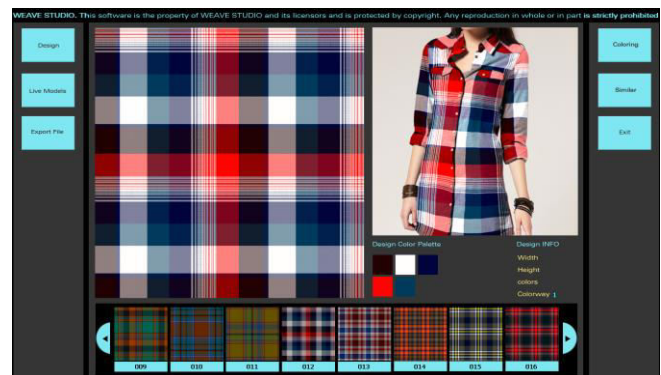 WEAVE STUDIO. This software is the property of WEAVE STUDIO and its licensors and is protected by copyright. Any reproduction in whole or in part is strictly prohibited
Design
Live Models
Export File
Coloring
Similar
Exit
Design Color Palette
Design INFO
Width
Height
colors
Colorway 1
009 010 011 012 013 014 015 016